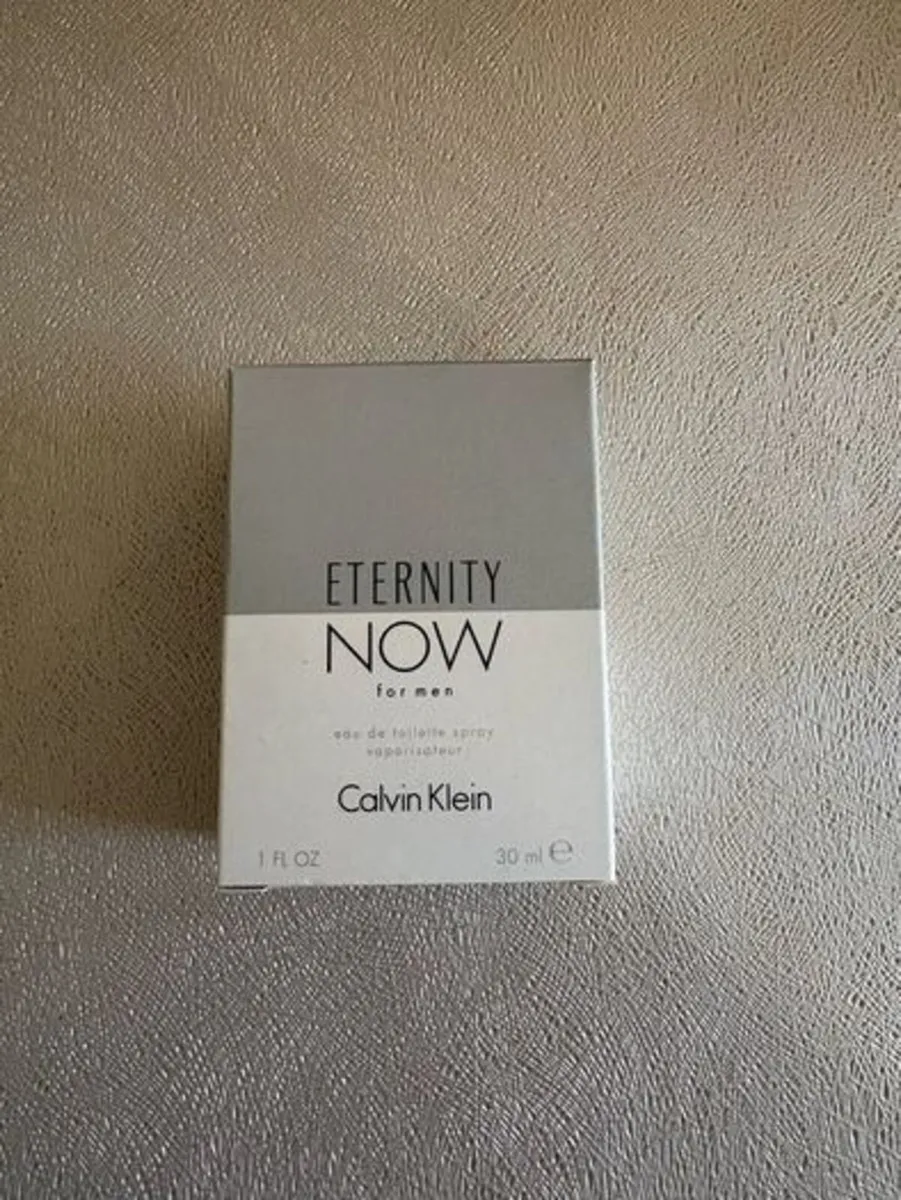 ETERNITY
NOW
for men
eau de toilette spray
vaporisateur
Calvin Klein
1 FL OZ 30 ml ℮